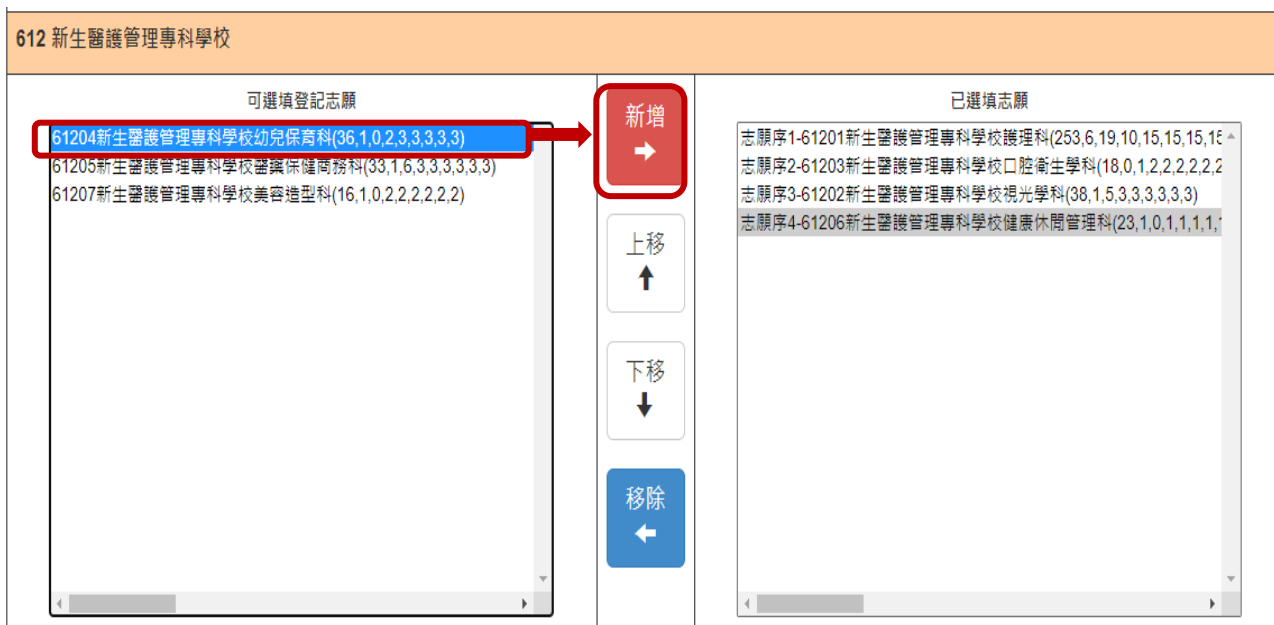 612 新生醫護管理專科學校
可選填登記志願
61204新生醫護管理專科學校幼兒保育科(36,1,0,2,3,3,3,3,3)
61205新生醫護管理專科學校醫藥保健商務科(33,1,6,3,3,3,3,3,3)
61207新生醫護管理專科學校美容造型科(16,1,0,2,2,2,2,2,2)
新增
上移
下移
移除
已選填志願
志願序1-61201新生醫護管理專科學校護理科(253,6,19,10,15,15,15,15
志願序2-61203新生醫護管理專科學校口腔衛生學科(18,0,1,2,2,2,2,2,2
志願序3-61202新生醫護管理專科學校視光學科(38,1,5,3,3,3,3,3,3)
志願序4-61206新生醫護管理專科學校健康休閒管理科(23,1,0,1,1,1,1,